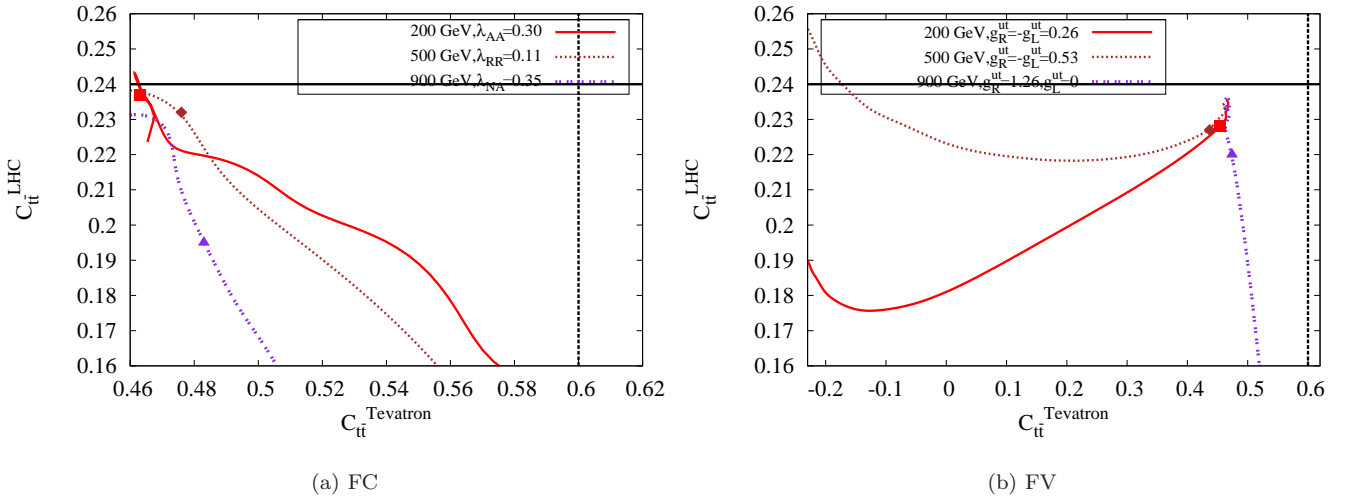 200 GeV,λ_AA=0.30
500 GeV,λ_RR=0.11
900 GeV,λ_NA=0.35
0.26
0.25
0.24
0.23
0.22
0.21
0.2
0.19
0.18
0.17
0.16
C_tt̄^LHC
0.46 0.48 0.5 0.52 0.54 0.56 0.58 0.6 0.62
C_tt̄^Tevatron
(a) FC
200 GeV,g_R^ut=-g_L^ut=0.26
500 GeV,g_R^ut=-g_L^ut=0.53
900 GeV,g_R^ut=1.26,g_L^ut=0
0.26
0.25
0.24
0.23
0.22
0.21
0.2
0.19
0.18
0.17
0.16
C_tt̄^LHC
-0.2 -0.1 0 0.1 0.2 0.3 0.4 0.5 0.6
C_tt̄^Tevatron
(b) FV